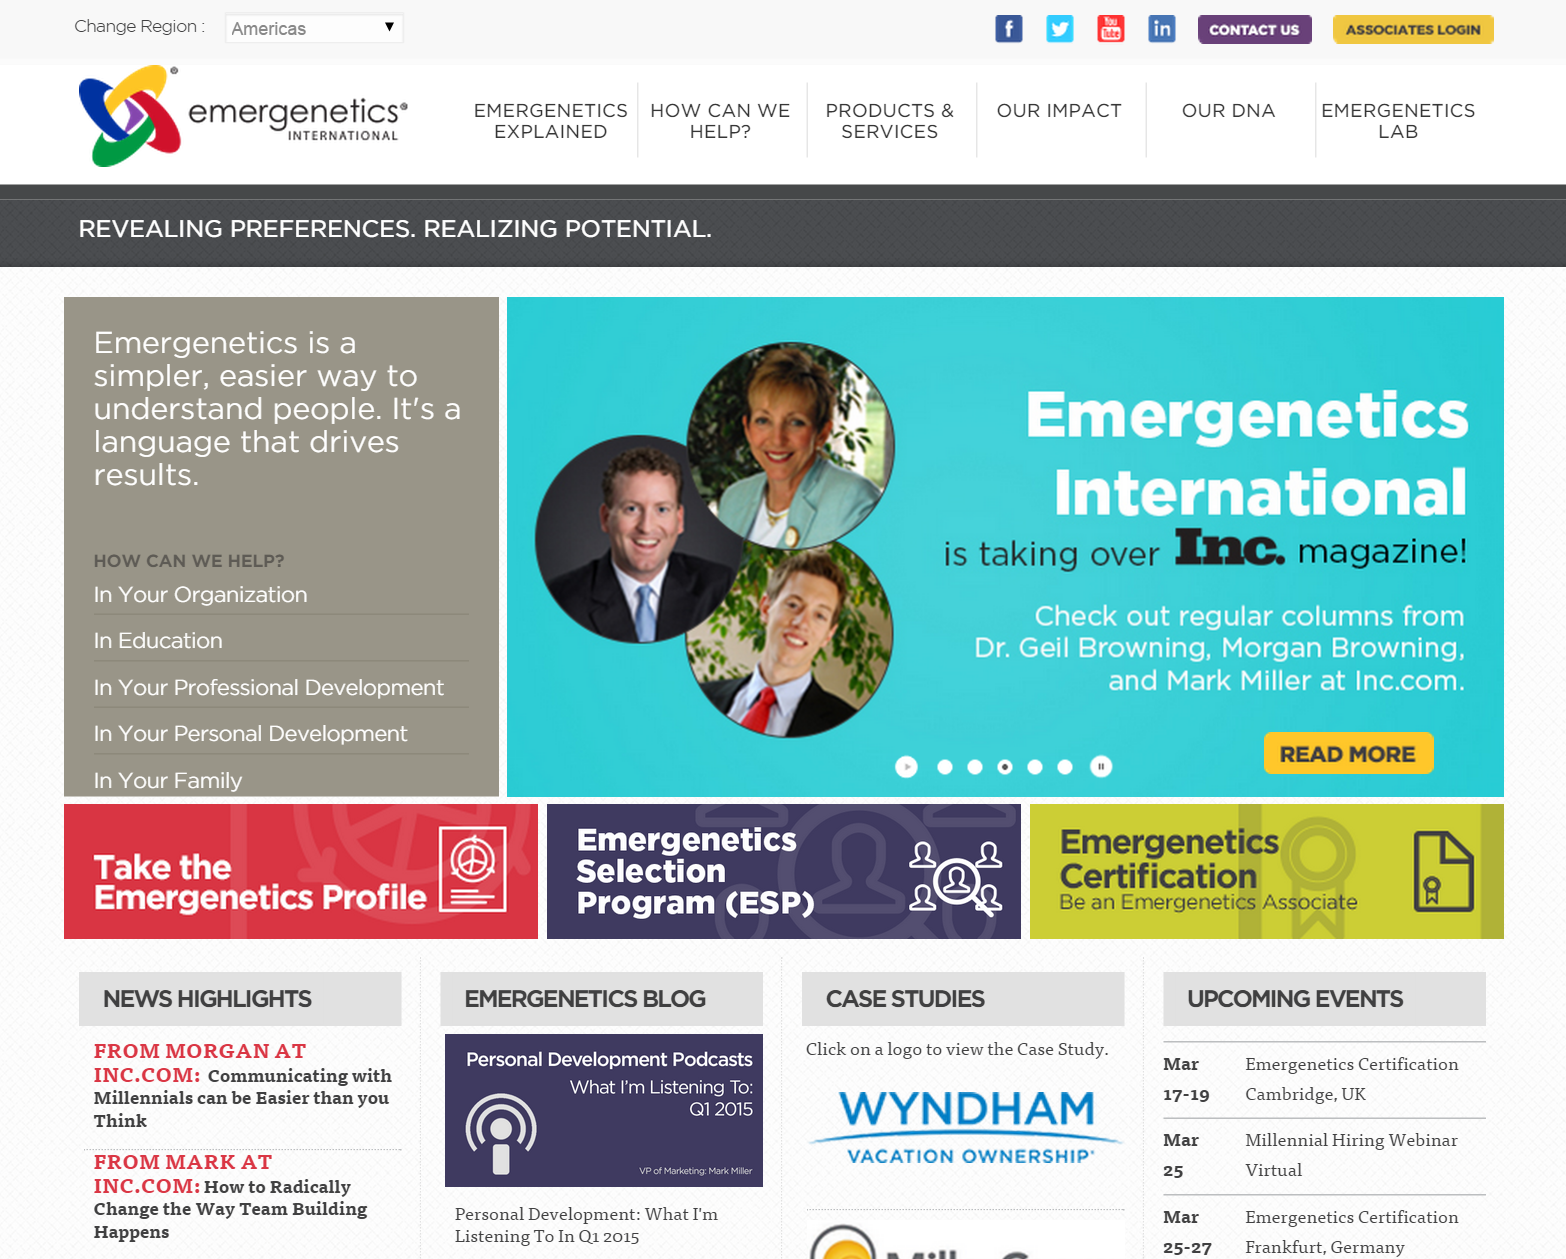 Change Region :
Americas
CONTACT US
ASSOCIATES LOGIN
emergenetics®
INTERNATIONAL
EMERGENETICS
EXPLAINED
HOW CAN WE
HELP?
PRODUCTS &
SERVICES
OUR IMPACT
OUR DNA
EMERGENETICS
LAB
REVEALING PREFERENCES. REALIZING POTENTIAL.
Emergenetics is a
simpler, easier way to
understand people. It's a
language that drives
results.
HOW CAN WE HELP?
In Your Organization
In Education
In Your Professional Development
In Your Personal Development
In Your Family
Emergenetics
International
is taking over Inc. magazine!
Check out regular columns from
Dr. Geil Browning, Morgan Browning,
and Mark Miller at Inc.com.
READ MORE
Take the
Emergenetics Profile
Emergenetics
Selection
Program (ESP)
Emergenetics
Certification
Be an Emergenetics Associate
NEWS HIGHLIGHTS
FROM MORGAN AT
INC.COM: Communicating with
Millennials can be Easier than you
Think
FROM MARK AT
INC.COM: How to Radically
Change the Way Team Building
Happens
EMERGENETICS BLOG
Personal Development Podcasts
What I'm Listening To:
Q1 2015
VP of Marketing: Mark Miller
Personal Development: What I'm
Listening To In Q1 2015
CASE STUDIES
Click on a logo to view the Case Study.
WYNDHAM
VACATION OWNERSHIP®
UPCOMING EVENTS
Mar Emergenetics Certification
17-19 Cambridge, UK
Mar Millennial Hiring Webinar
25 Virtual
Mar Emergenetics Certification
25-27 Frankfurt, Germany